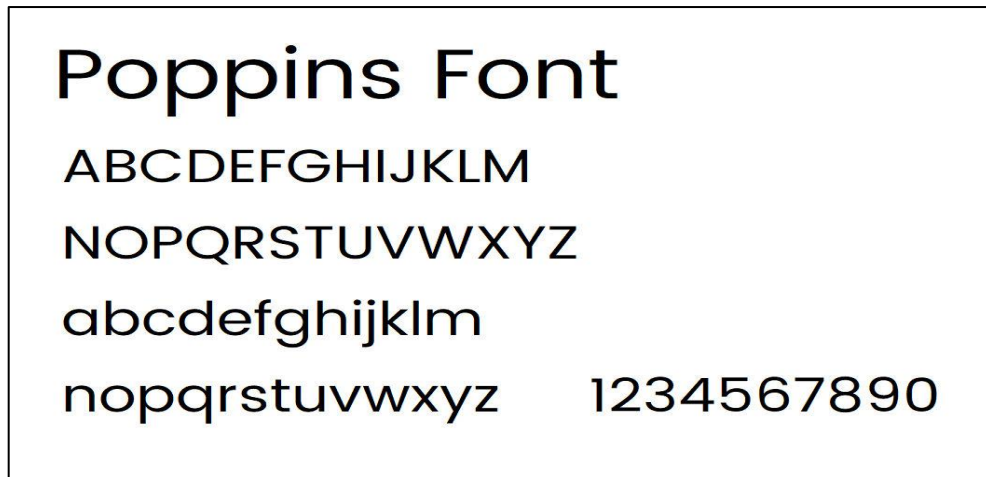 Poppins Font
ABCDEFGHIJKLM
NOPQRSTUVWXYZ
abcdefghijklm
nopqrstuvwxyz 1234567890